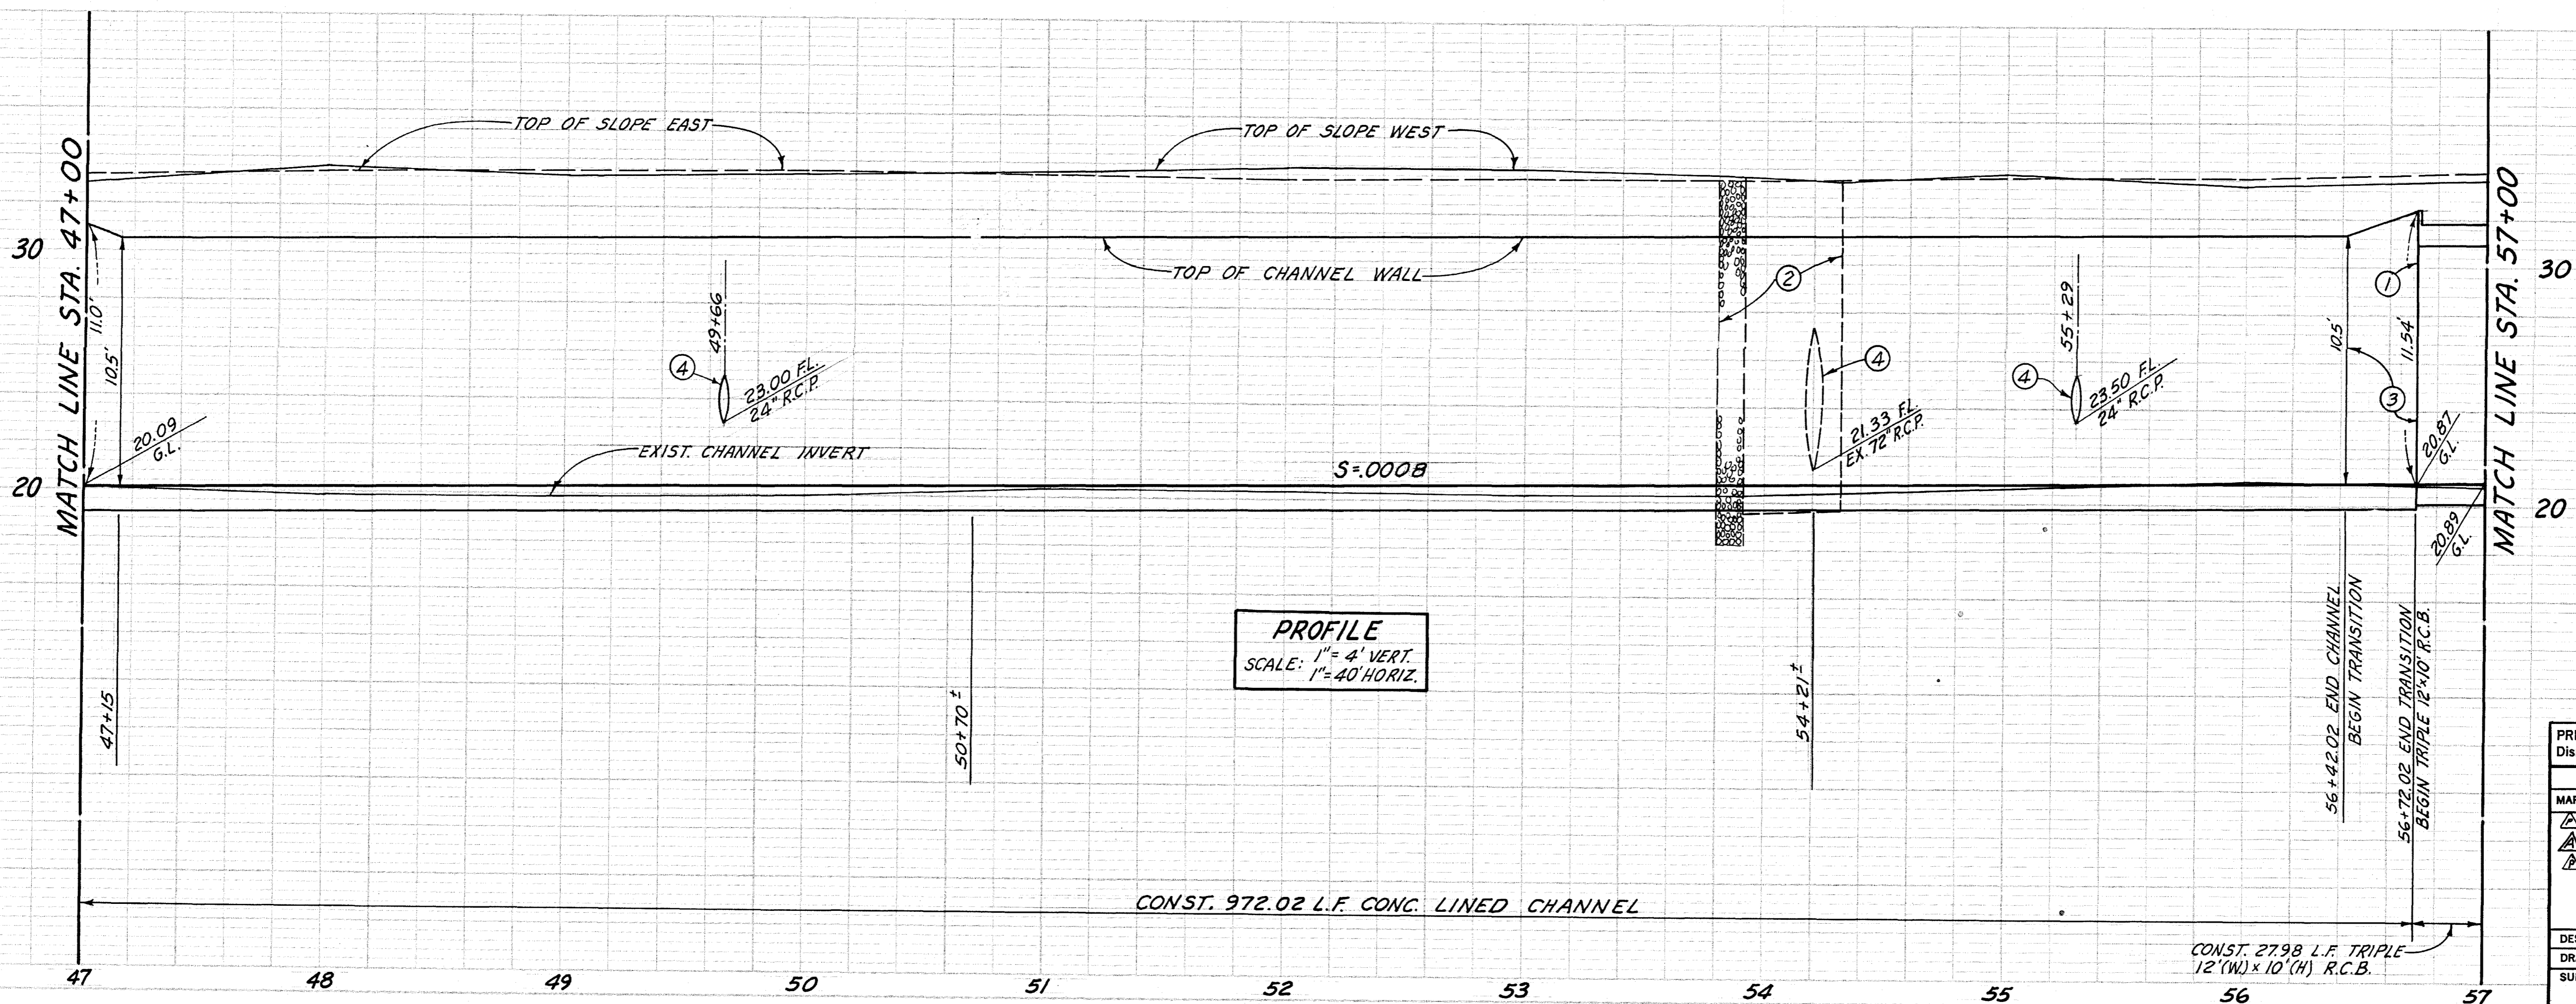 TOP OF SLOPE EAST
TOP OF SLOPE WEST
MATCH LINE STA. 47+00
MATCH LINE STA. 57+00
30
30
20
20
11.0'
10.5'
20.09
G.L.
49+66
4
23.00 F.L.
24" R.C.P.
TOP OF CHANNEL WALL
2
4
21.33 F.L.
EX. 72" R.C.P.
55+29
4
23.50 F.L.
24" R.C.P.
1
10.5'
11.54'
3
20.87
G.L.
20.89
G.L.
EXIST. CHANNEL INVERT
S=.0008
PROFILE
SCALE: 1"= 4' VERT.
1"= 40' HORIZ.
47+15
50+70±
54+21±
56+42.02 END CHANNEL
BEGIN TRANSITION
56+72.02 END TRANSITION
BEGIN TRIPLE 12'x10' R.C.B.
CONST. 972.02 L.F. CONC. LINED CHANNEL
CONST. 27.98 L.F. TRIPLE
12'(W.) x 10'(H) R.C.B.
47 48 49 50 51 52 53 54 55 56 57